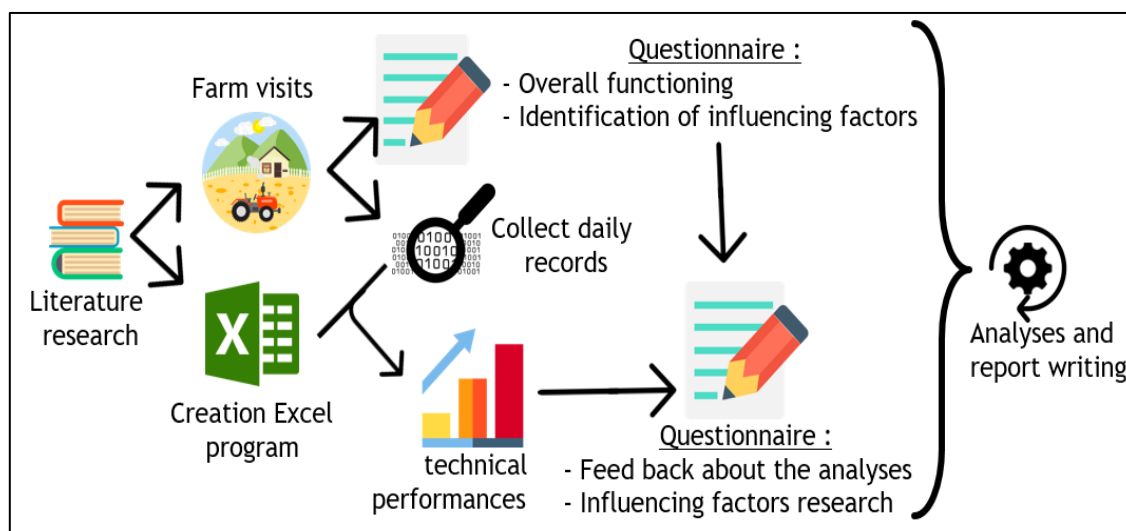 Farm visits
Questionnaire :
- Overall functioning
- Identification of influencing factors
Literature
research
Collect daily
records
X
Creation Excel
program
technical
performances
Questionnaire :
- Feed back about the analyses
- Influencing factors research
Analyses and
report writing